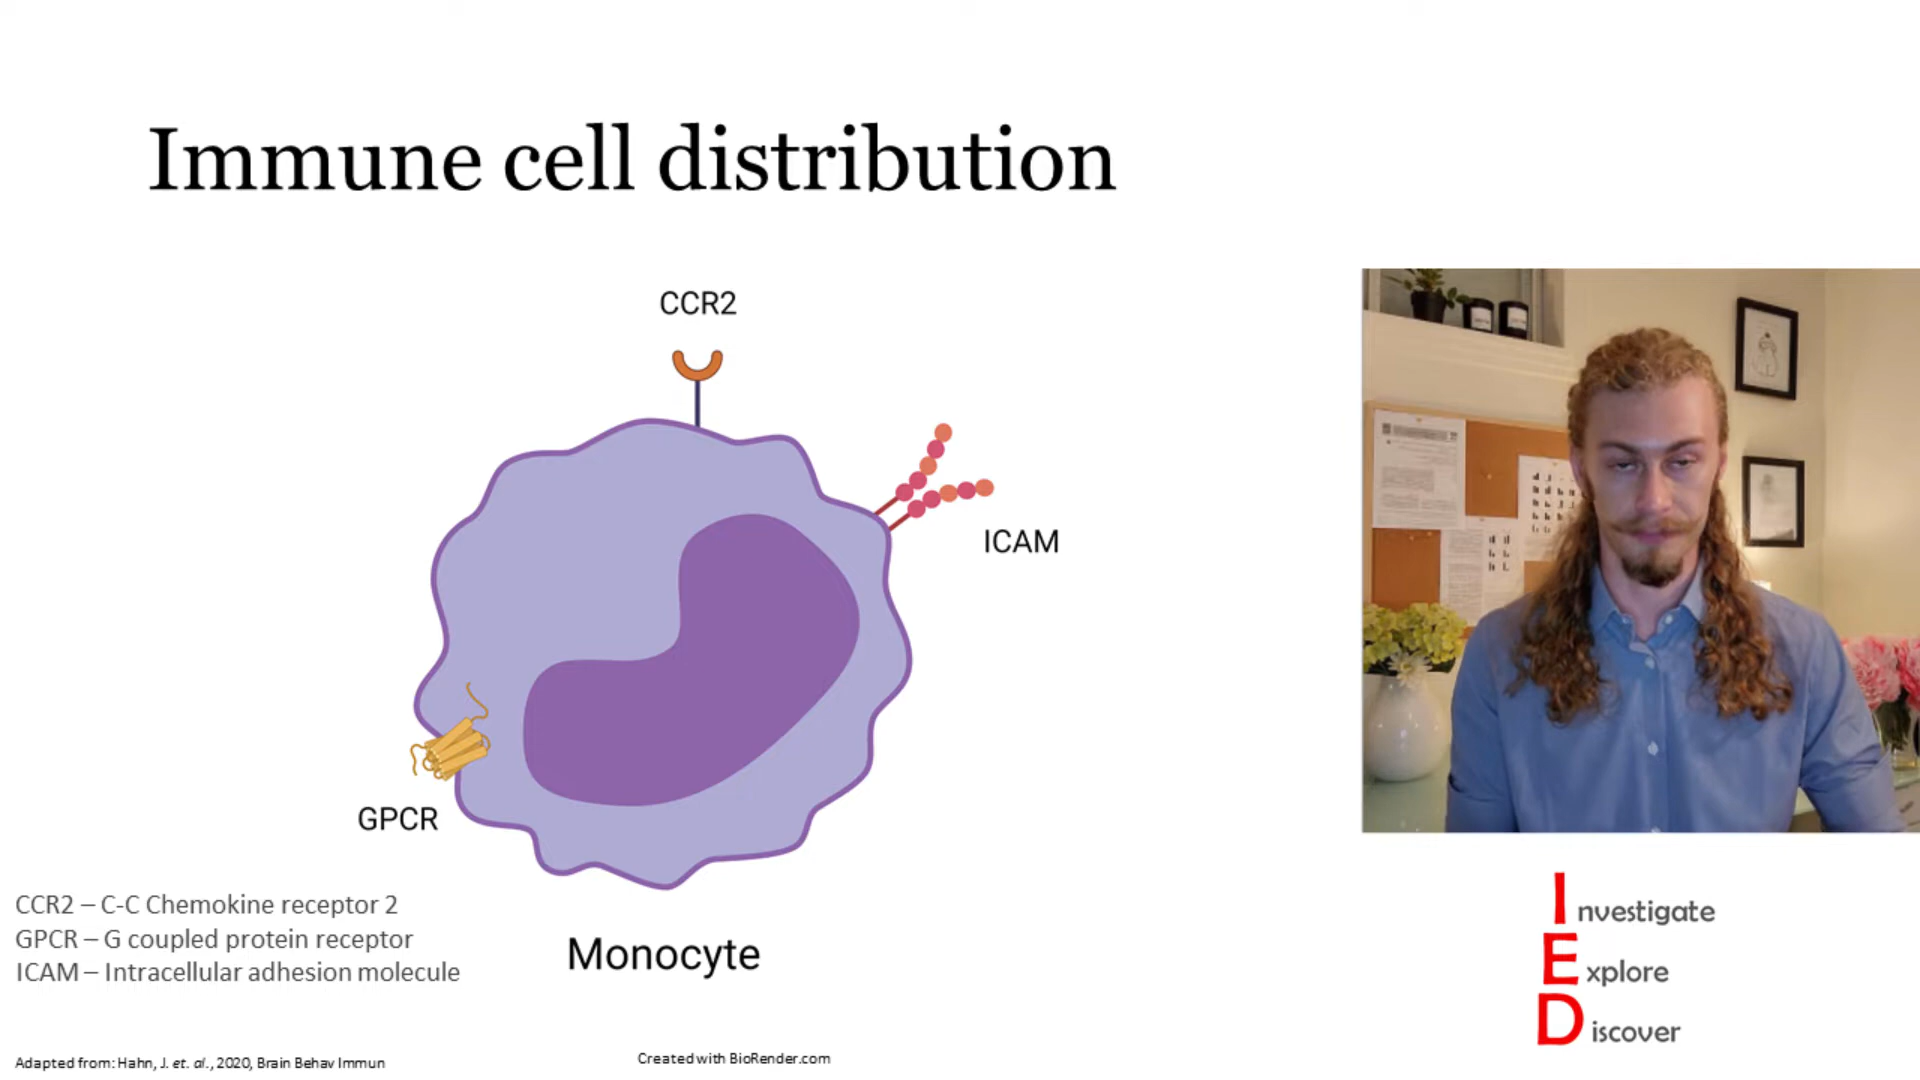 Immune cell distribution
CCR2
ICAM
GPCR
CCR2 – C-C Chemokine receptor 2
GPCR – G coupled protein receptor
ICAM – Intracellular adhesion molecule
Monocyte
Investigate
Explore
Discover
Adapted from: Hahn, J. et. al., 2020, Brain Behav Immun
Created with BioRender.com